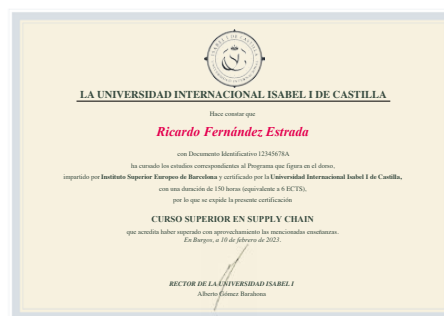 LA UNIVERSIDAD INTERNACIONAL ISABEL I DE CASTILLA
Hace constar que
Ricardo Fernández Estrada
con Documento Identificativo 12345678A
ha cursado los estudios correspondientes al Programa que figura en el dorso,
impartido por Instituto Superior Europeo de Barcelona y certificado por la Universidad Internacional Isabel I de Castilla,
con una duración de 150 horas (equivalente a 6 ECTS),
por lo que se expide la presente certificación
CURSO SUPERIOR EN SUPPLY CHAIN
que acredita haber superado con aprovechamiento las mencionadas enseñanzas.
En Burgos, a 10 de febrero de 2023.
RECTOR DE LA UNIVERSIDAD ISABEL I
Alberto Gómez Barahona